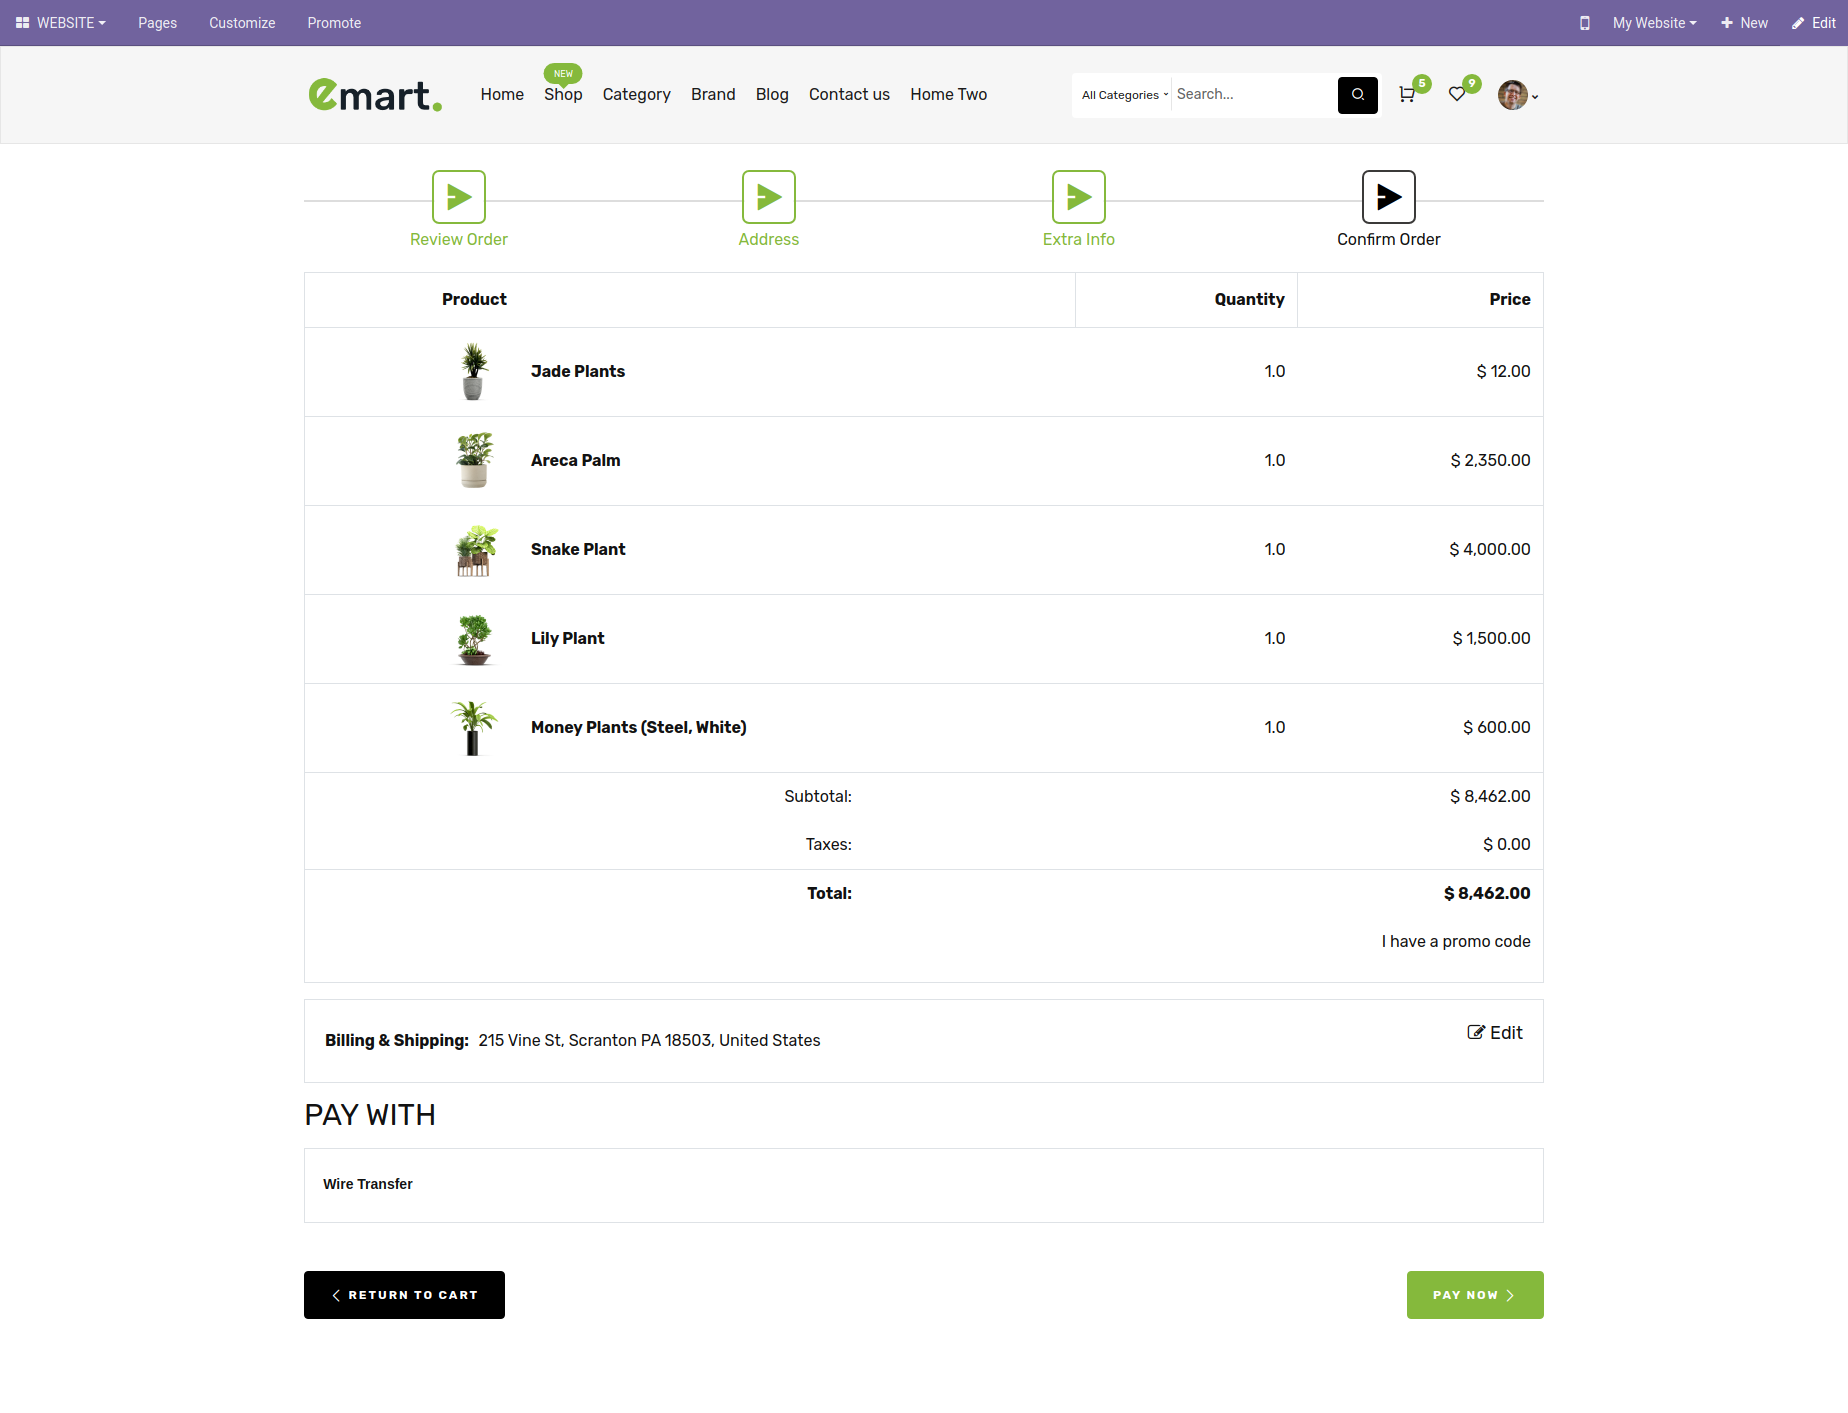 WEBSITE Pages Customize Promote My Website New Edit
NEW
emart. Home Shop Category Brand Blog Contact us Home Two All Categories Search... 5 9
Review Order Address Extra Info Confirm Order
Product Quantity Price
Jade Plants 1.0 $ 12.00
Areca Palm 1.0 $ 2,350.00
Snake Plant 1.0 $ 4,000.00
Lily Plant 1.0 $ 1,500.00
Money Plants (Steel, White) 1.0 $ 600.00
Subtotal: $ 8,462.00
Taxes: $ 0.00
Total: $ 8,462.00
I have a promo code
Billing & Shipping: 215 Vine St, Scranton PA 18503, United States Edit
PAY WITH
Wire Transfer
RETURN TO CART PAY NOW